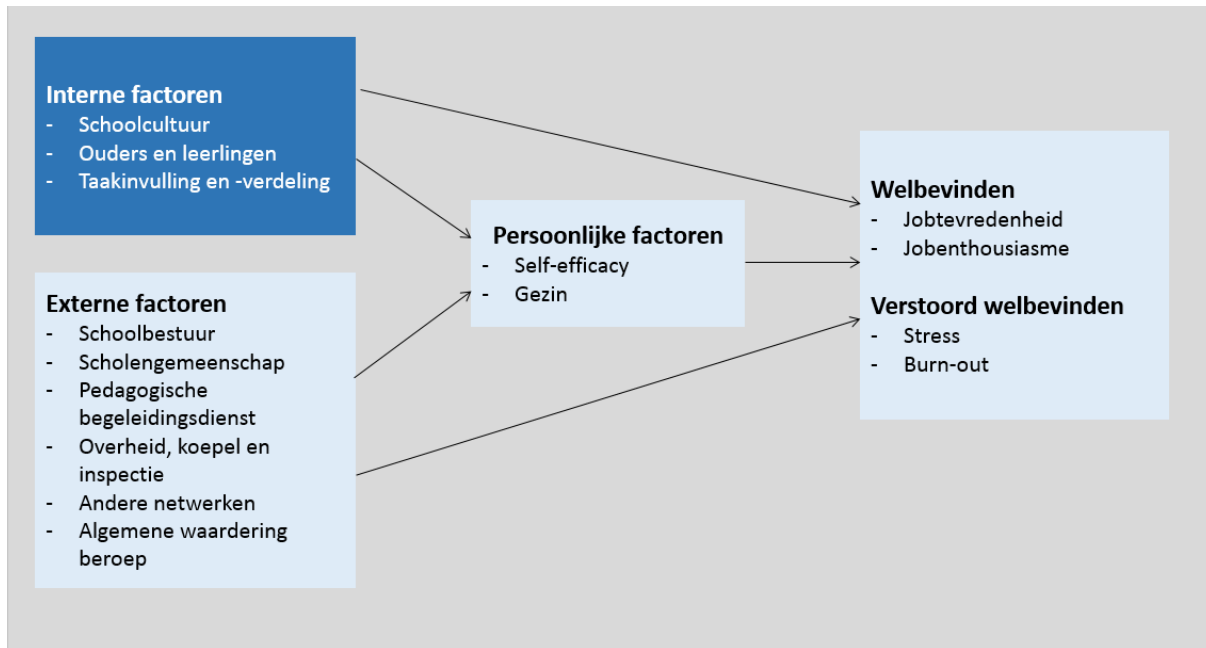 Interne factoren
- Schoolcultuur
- Ouders en leerlingen
- Taakinvulling en -verdeling
Externe factoren
- Schoolbestuur
- Scholengemeenschap
- Pedagogische
begeleidingsdienst
- Overheid, koepel en
inspectie
- Andere netwerken
- Algemene waardering
beroep
Persoonlijke factoren
- Self-efficacy
- Gezin
Welbevinden
- Jobtevredenheid
- Jobenthousiasme
Verstoord welbevinden
- Stress
- Burn-out